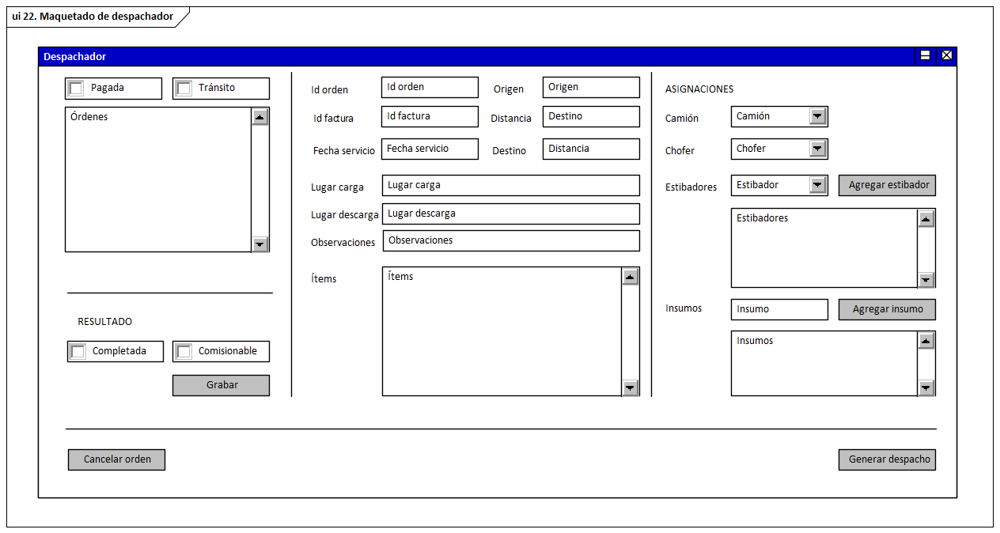 ui 22. Maquetado de despachador
Despachador
Pagada
Tránsito
Órdenes
RESULTADO
Completada
Comisionable
Grabar
Id orden
Id orden
Origen
Origen
Id factura
Id factura
Distancia
Destino
Fecha servicio
Fecha servicio
Destino
Distancia
Lugar carga
Lugar carga
Lugar descarga
Lugar descarga
Observaciones
Observaciones
Ítems
Ítems
ASIGNACIONES
Camión
Camión
Chofer
Chofer
Estibadores
Estibador
Agregar estibador
Estibadores
Insumos
Insumo
Agregar insumo
Insumos
Cancelar orden
Generar despacho